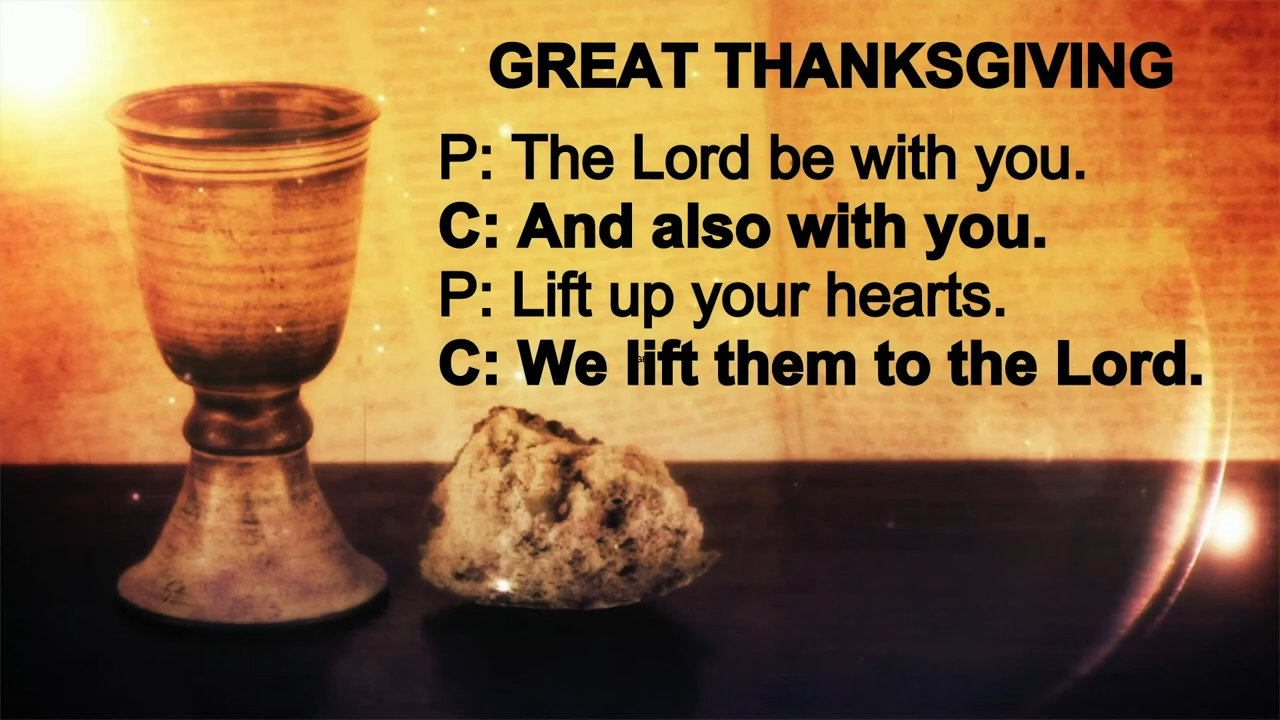 GREAT THANKSGIVING
P: The Lord be with you.
C: And also with you.
P: Lift up your hearts.
C: We lift them to the Lord.